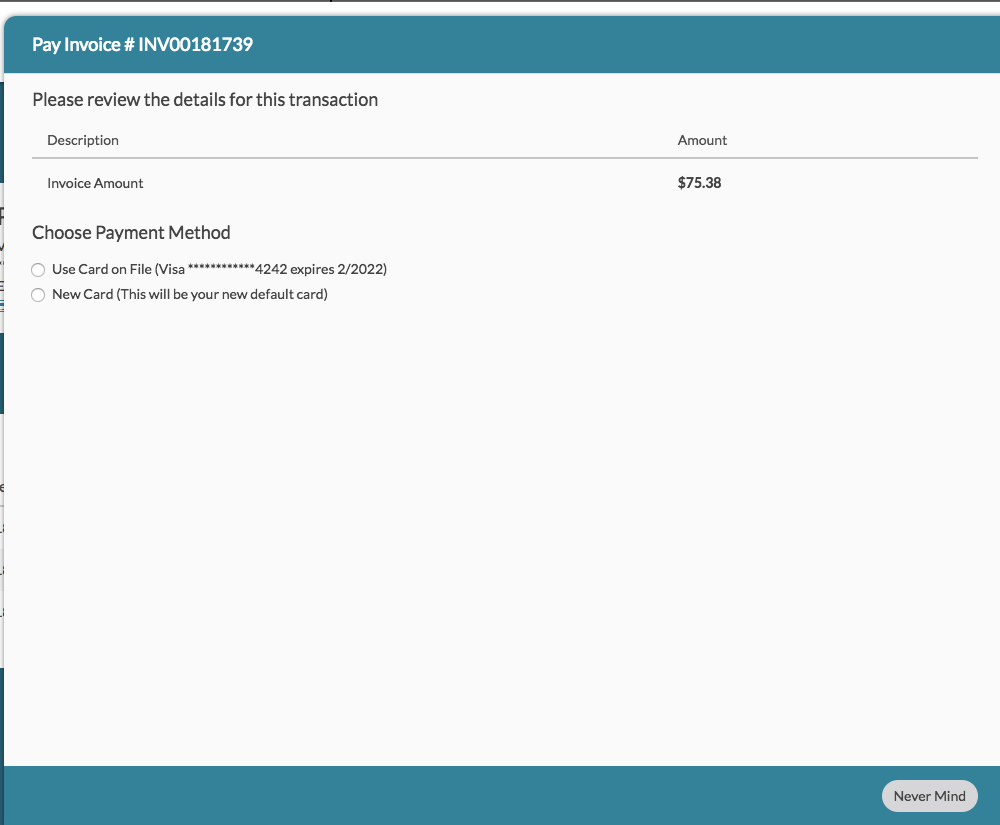 Pay Invoice # INV00181739
Please review the details for this transaction
Description Amount
Invoice Amount $75.38
Choose Payment Method
Use Card on File (Visa ************4242 expires 2/2022)
New Card (This will be your new default card)
Never Mind